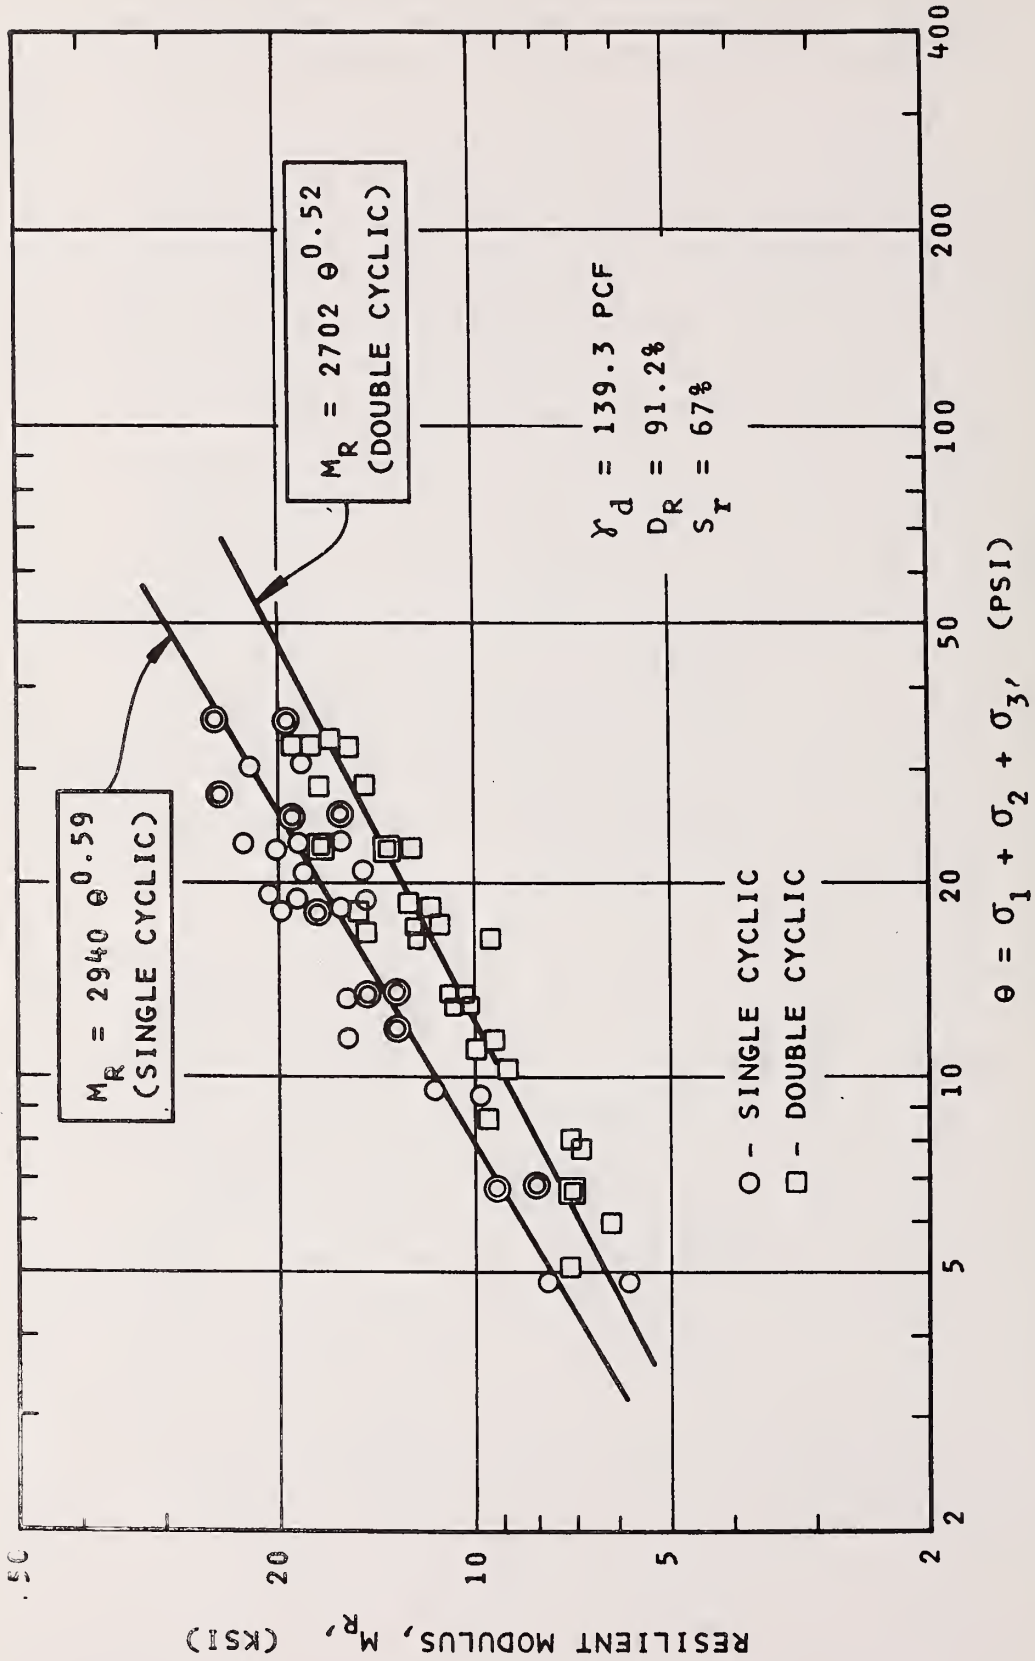 M_R = 2940 θ^0.59
(SINGLE CYCLIC)
M_R = 2702 θ^0.52
(DOUBLE CYCLIC)
γ_d = 139.3 PCF
D_R = 91.2%
S_r = 67%
○ - SINGLE CYCLIC
□ - DOUBLE CYCLIC
RESILIENT MODULUS, M_R, (KSI)
50
20
10
5
2
2
5
10
20
50
100
200
400
θ = σ_1 + σ_2 + σ_3, (PSI)